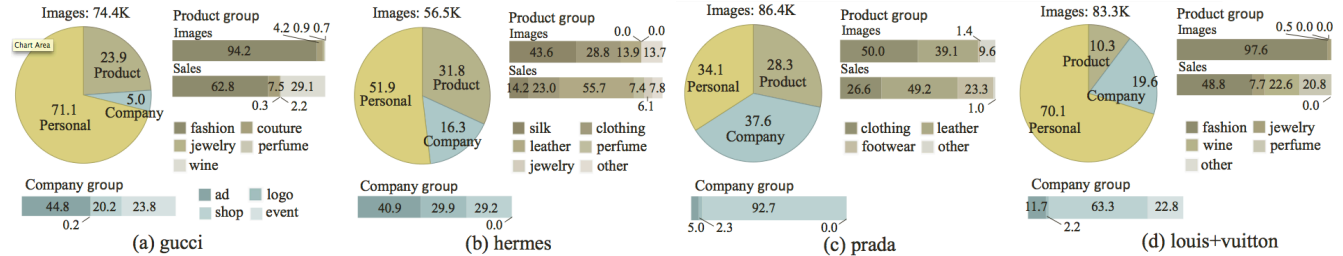 Images: 74.4K
Chart Area
23.9
Product
5.0
Company
71.1
Personal
Product group
Images
4.2 0.9 0.7
94.2
Sales
62.8 7.5 29.1
0.3 2.2
fashion couture
jewelry perfume
wine
Company group
44.8 20.2 23.8
0.2
ad logo
shop event
(a) gucci
Images: 56.5K
31.8
Product
51.9
Personal
16.3
Company
Product group
Images
0.0 0.0
43.6 28.8 13.9 13.7
Sales
14.2 23.0 55.7 7.4 7.8
6.1
silk clothing
leather perfume
jewelry other
Company group
40.9 29.9 29.2
0.0
(b) hermes
Images: 86.4K
34.1
Personal
28.3
Product
37.6
Company
Product group
Images
1.4
50.0 39.1 9.6
Sales
26.6 49.2 23.3
1.0
clothing leather
footwear other
Company group
92.7
5.0 2.3 0.0
(c) prada
Images: 83.3K
10.3
Product
19.6
Company
70.1
Personal
Product group
Images
0.5 0.0 0.0
97.6
Sales
48.8 7.7 22.6 20.8
0.0
fashion jewelry
wine perfume
other
Company group
11.7 63.3 22.8
2.2
(d) louis+vuitton